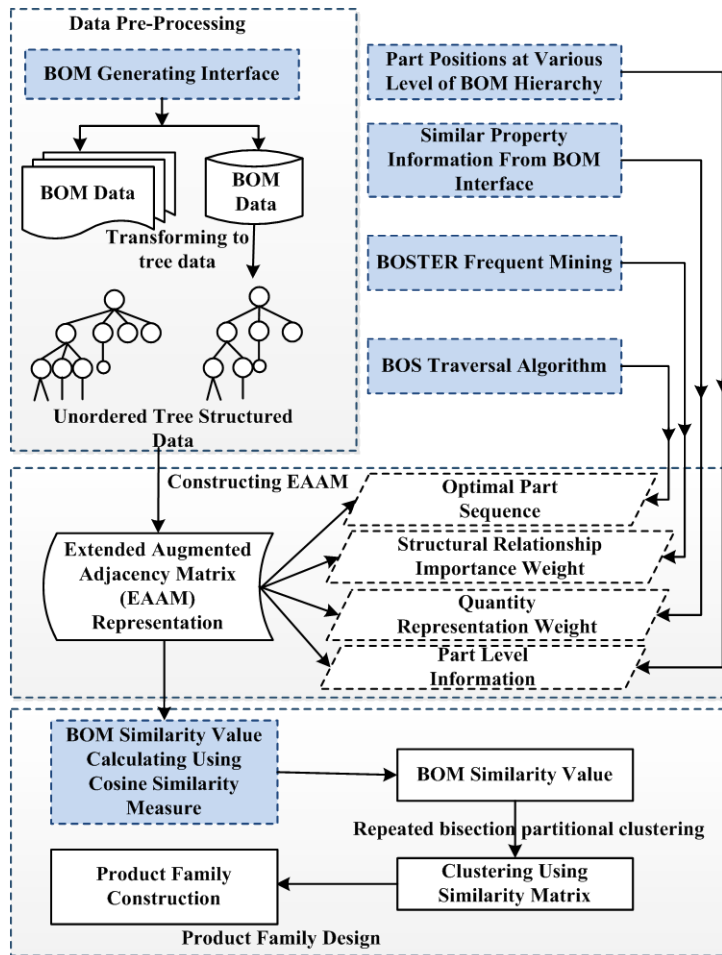 Data Pre-Processing
BOM Generating Interface
BOM Data
BOM
Data
Transforming to
tree data
Unordered Tree Structured
Data
Part Positions at Various
Level of BOM Hierarchy
Similar Property
Information From BOM
Interface
BOSTER Frequent Mining
BOS Traversal Algorithm
Constructing EAAM
Extended Augmented
Adjacency Matrix
(EAAM)
Representation
Optimal Part
Sequence
Structural Relationship
Importance Weight
Quantity
Representation Weight
Part Level
Information
BOM Similarity Value
Calculating Using
Cosine Similarity
Measure
BOM Similarity Value
Repeated bisection partitional clustering
Clustering Using
Similarity Matrix
Product Family
Construction
Product Family Design